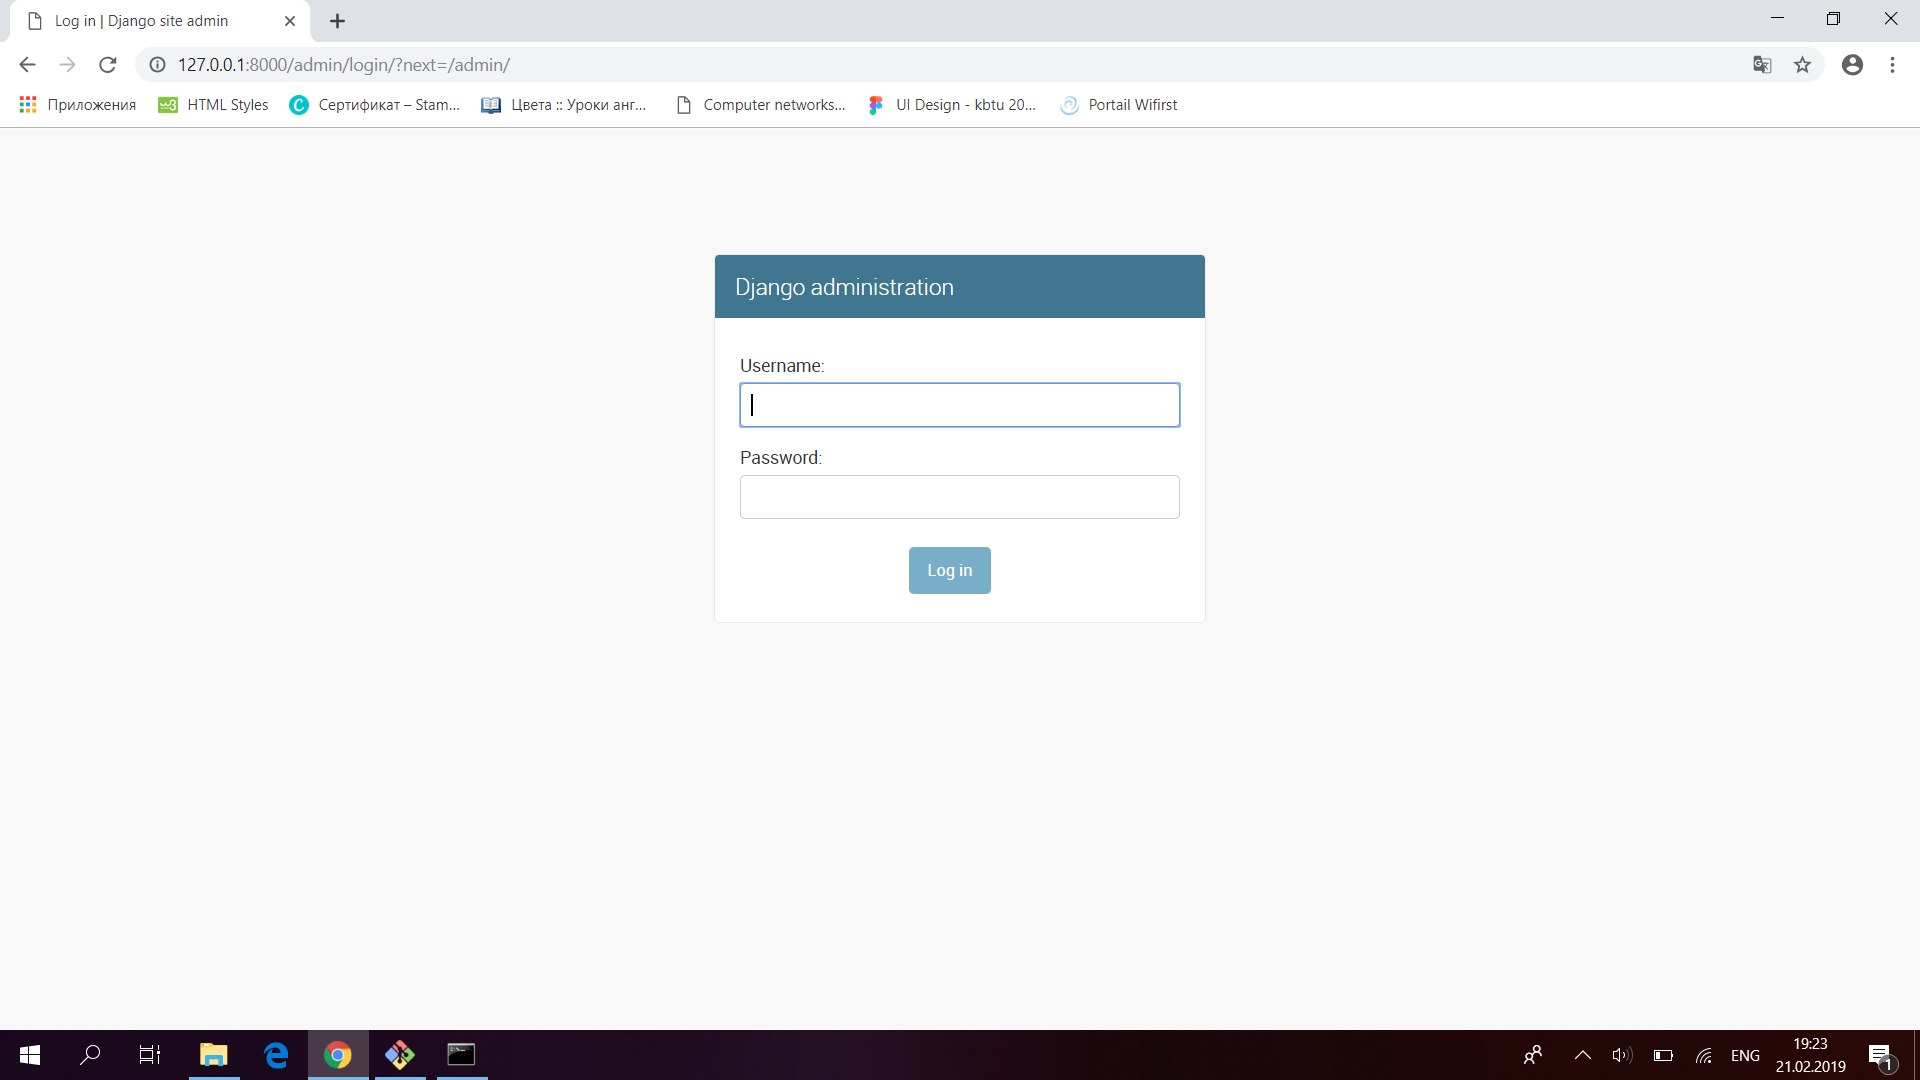 Log in | Django site admin
127.0.0.1:8000/admin/login/?next=/admin/
Приложения
HTML Styles
Сертификат – Stam...
Цвета :: Уроки анг...
Computer networks...
UI Design - kbtu 20...
Portail Wifirst
Django administration
Username:
Password:
Log in
ENG
19:23
21.02.2019
1